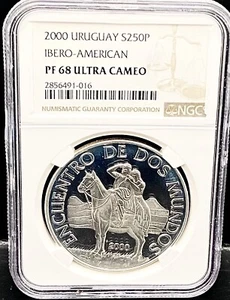 2000 URUGUAY S250P
IBERO-AMERICAN
PF 68 ULTRA CAMEO
2856491-016
NUMISMATIC GUARANTY CORPORATION
NGC
ENCUENTRO DE DOS MUNDOS
2000